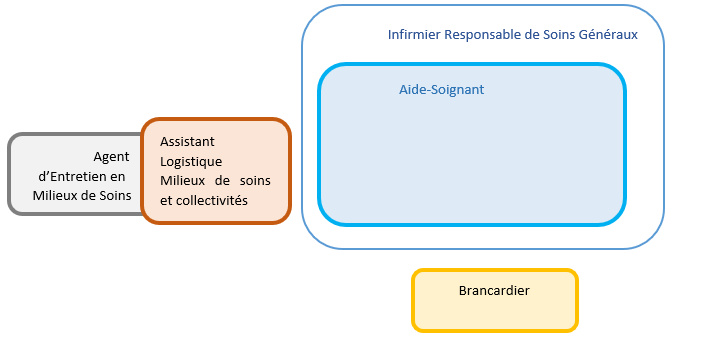 Infirmier Responsable de Soins Généraux
Aide-Soignant
Agent
d’Entretien en
Milieux de Soins
Assistant
Logistique
Milieux de soins
et collectivités
Brancardier